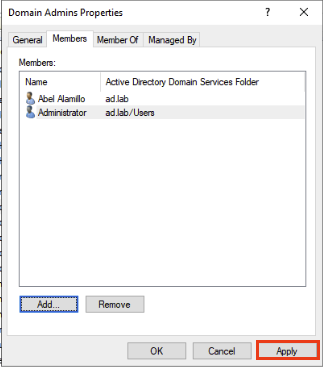 Domain Admins Properties
?
General Members Member Of Managed By
Members:
Name Active Directory Domain Services Folder
Abel Alamillo ad.lab
Administrator ad.lab/Users
Add... Remove
OK Cancel Apply